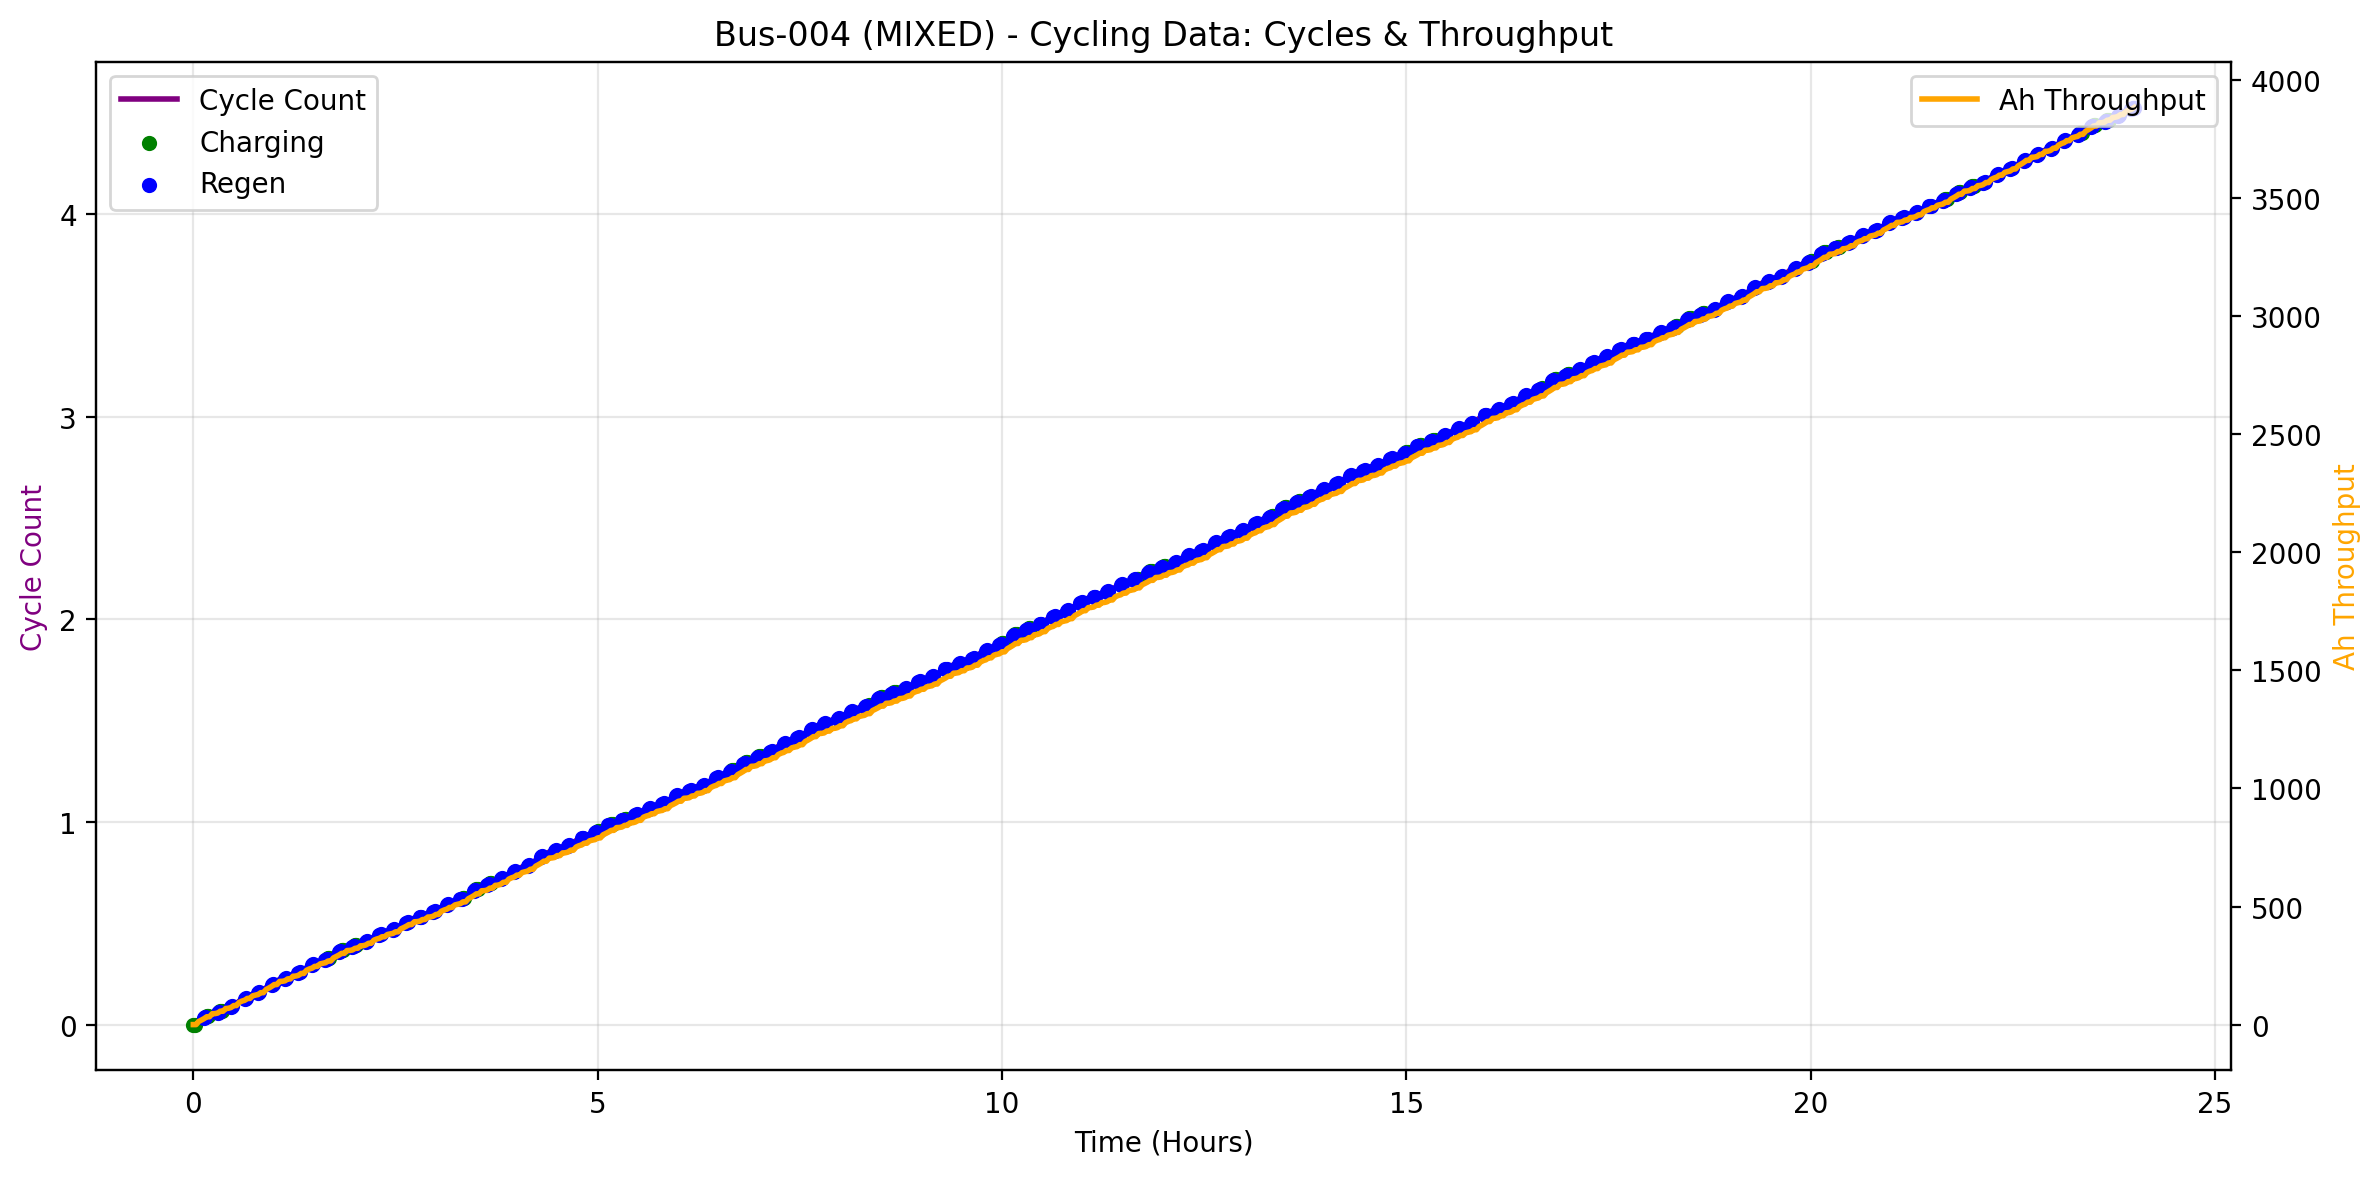 Bus-004 (MIXED) - Cycling Data: Cycles & Throughput
Cycle Count
Charging
Regen
Ah Throughput
Cycle Count
4
3
2
1
0
4000
3500
3000
2500
2000
1500
1000
500
0
Ah Throughput
0 5 10 15 20 25
Time (Hours)